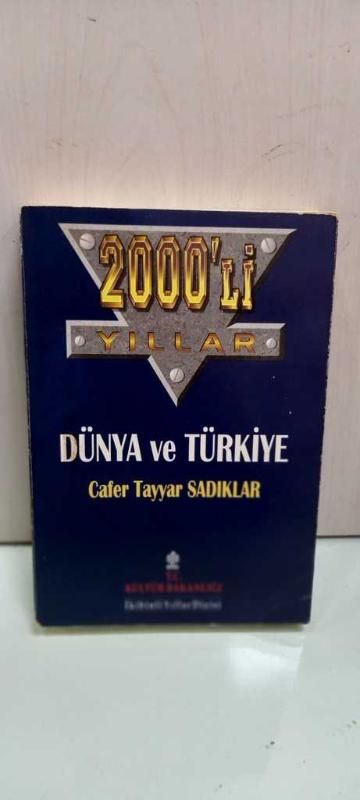 2000'Lİ
YILLAR
DÜNYA ve TÜRKİYE
Cafer Tayyar SADIKLAR
T.C.
KÜLTÜR BAKANLIĞI